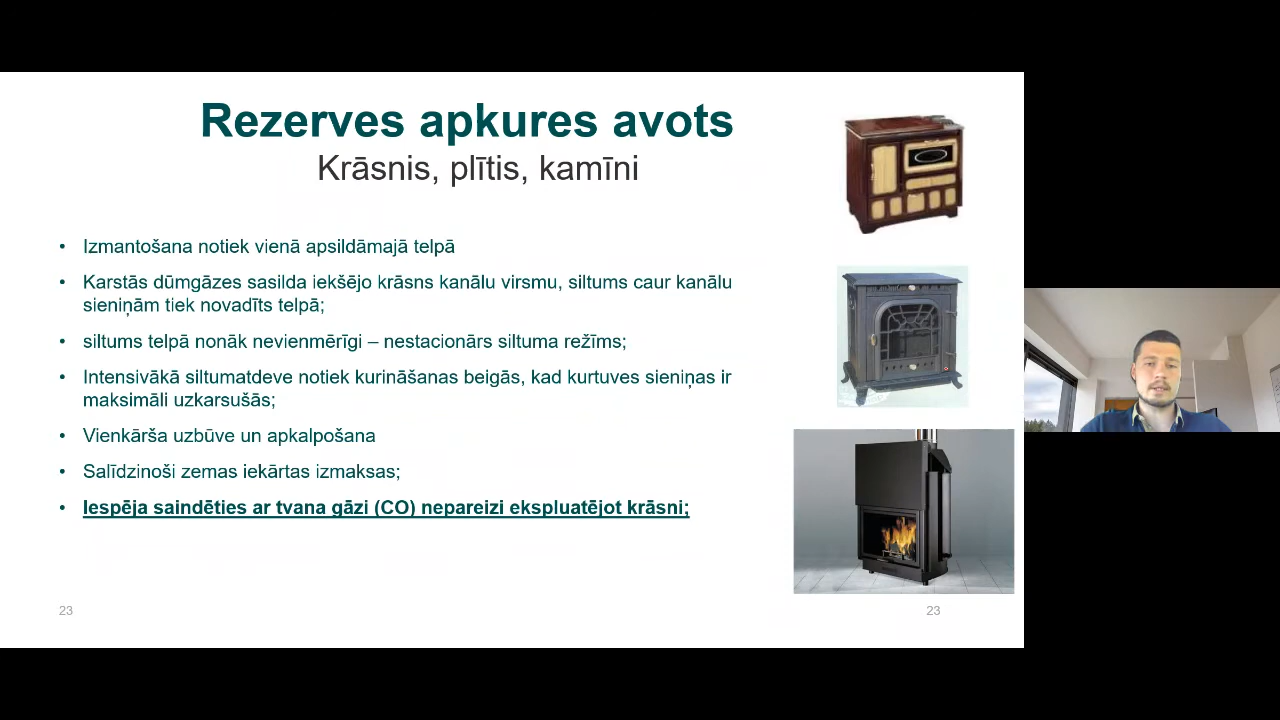 Rezerves apkures avots
Krāsnis, plītis, kamīni
• Izmantošana notiek vienā apsildāmajā telpā
• Karstās dūmgāzes sasilda iekšējo krāsns kanālu virsmu, siltums caur kanālu
sieniņām tiek novadīts telpā;
• siltums telpā nonāk nevienmērīgi – nestacionārs siltuma režīms;
• Intensīvākā siltumatdeve notiek kurināšanas beigās, kad kurtuves sieniņas ir
maksimāli uzkarsušās;
• Vienkārša uzbūve un apkalpošana
• Salīdzinoši zemas iekārtas izmaksas;
• Iespēja saindēties ar tvana gāzi (CO) nepareizi ekspluatējot krāsni;
23
23